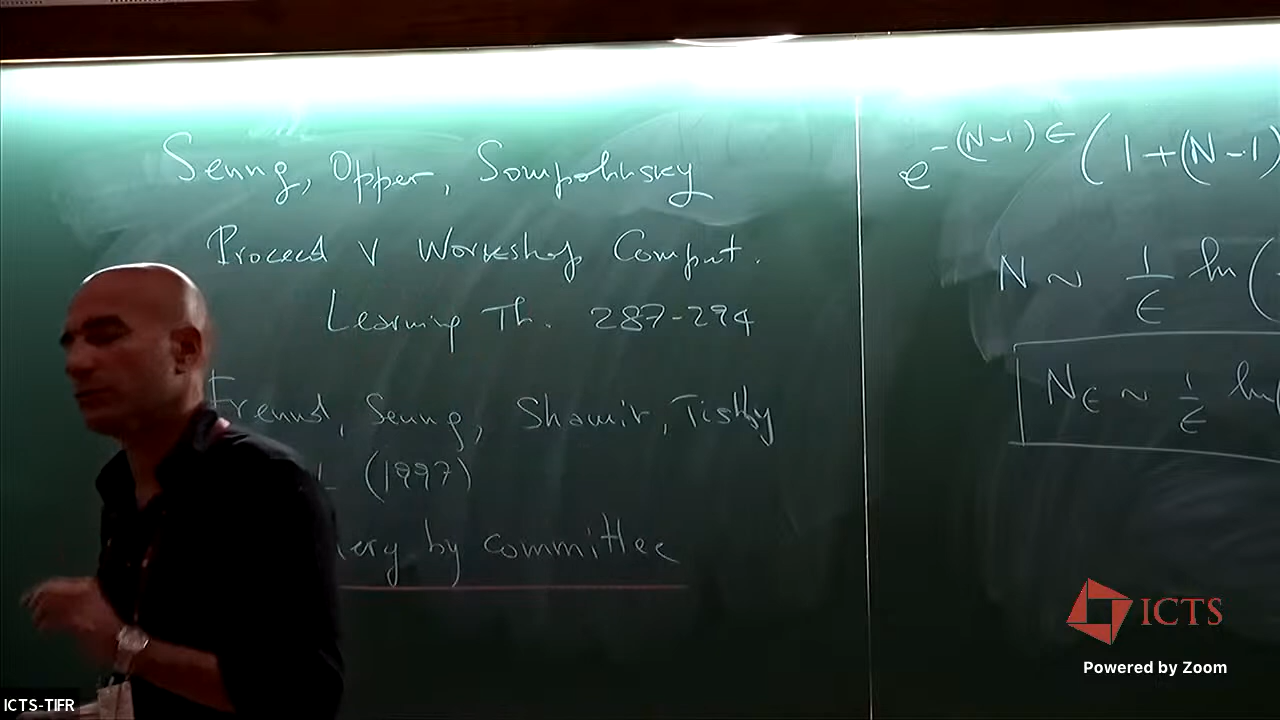 Seung, Opper, Sompolinsky
Proceed V Workshop Comput.
Learning Th. 287-294
Freund, Seung, Shamir, Tishby
(1997)
by committee
e^{-(N-1)ε} (1+(N-1)
N ~ 1/ε ln(
N_ε ~ 1/ε ln
ICTS
Powered by Zoom
ICTS-TIFR